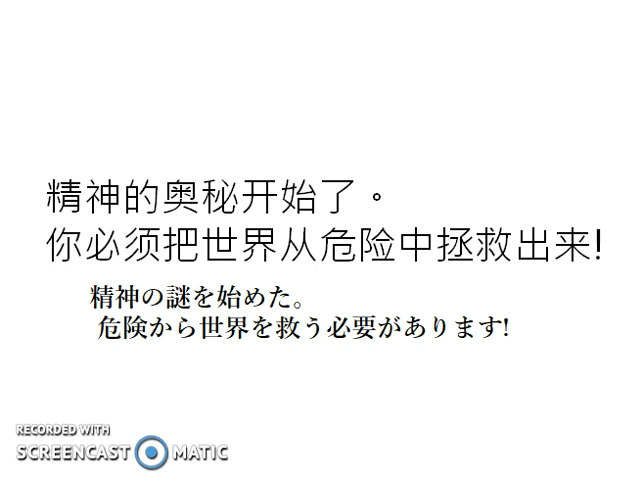 精神的奥秘开始了。
你必须把世界从危险中拯救出来!
精神の謎を始めた。
危険から世界を救う必要があります!
RECORDED WITH
SCREENCAST MATIC